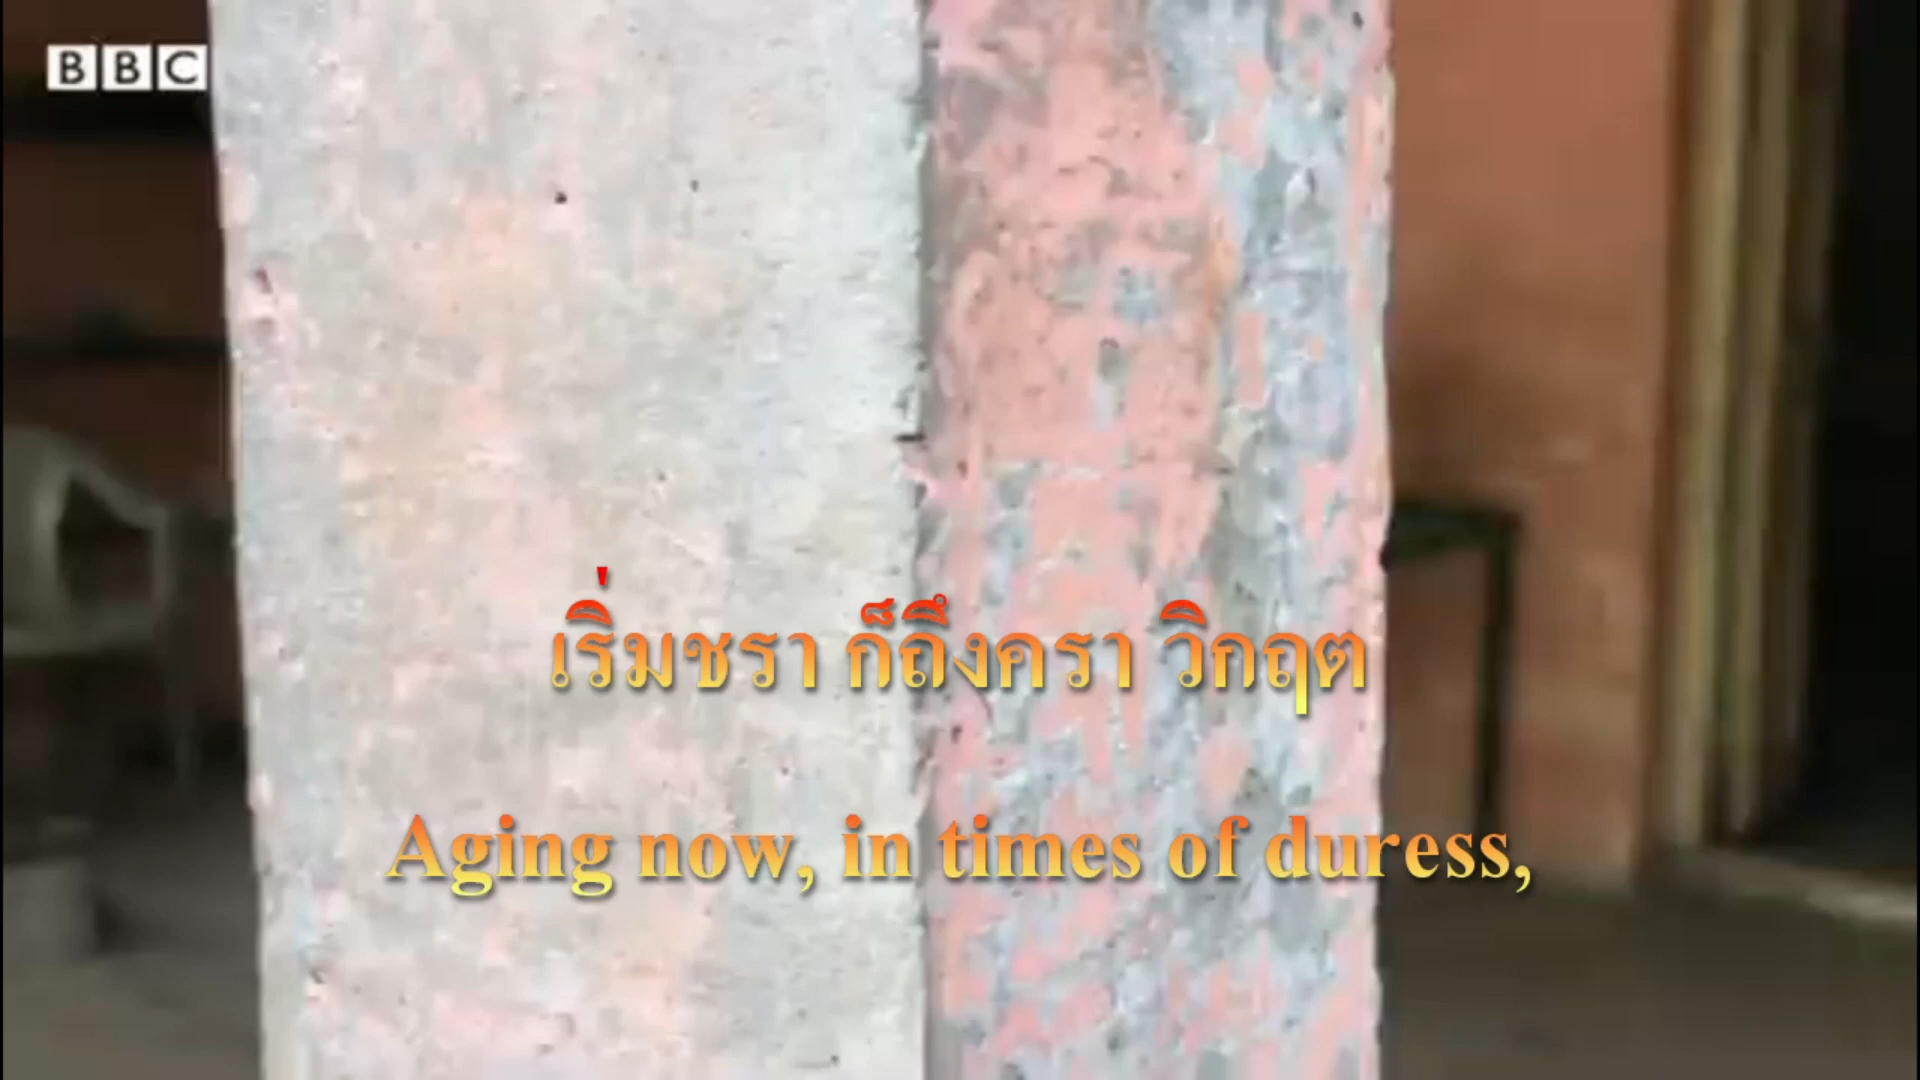 BBC
เริ่มชรา ก็ถึงครา วิกฤต
Aging now, in times of duress,